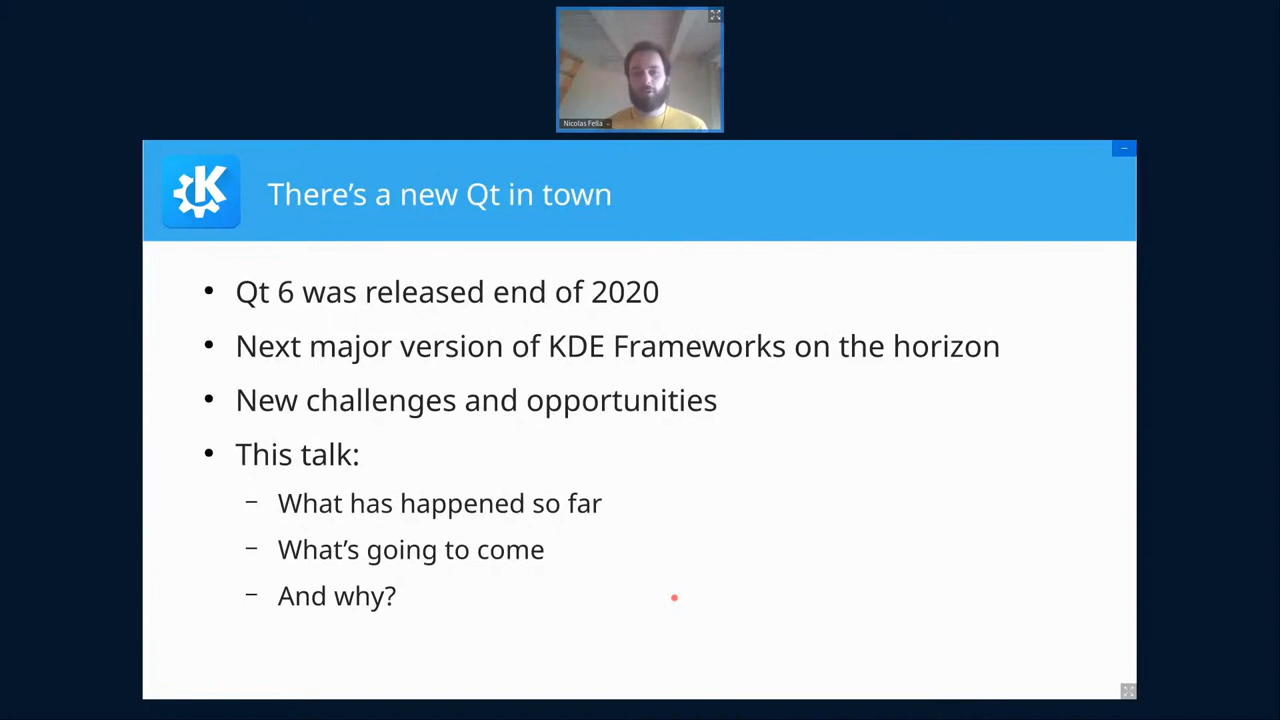 Nicolas Fella
There's a new Qt in town
• Qt 6 was released end of 2020
• Next major version of KDE Frameworks on the horizon
• New challenges and opportunities
• This talk:
– What has happened so far
– What's going to come
– And why?